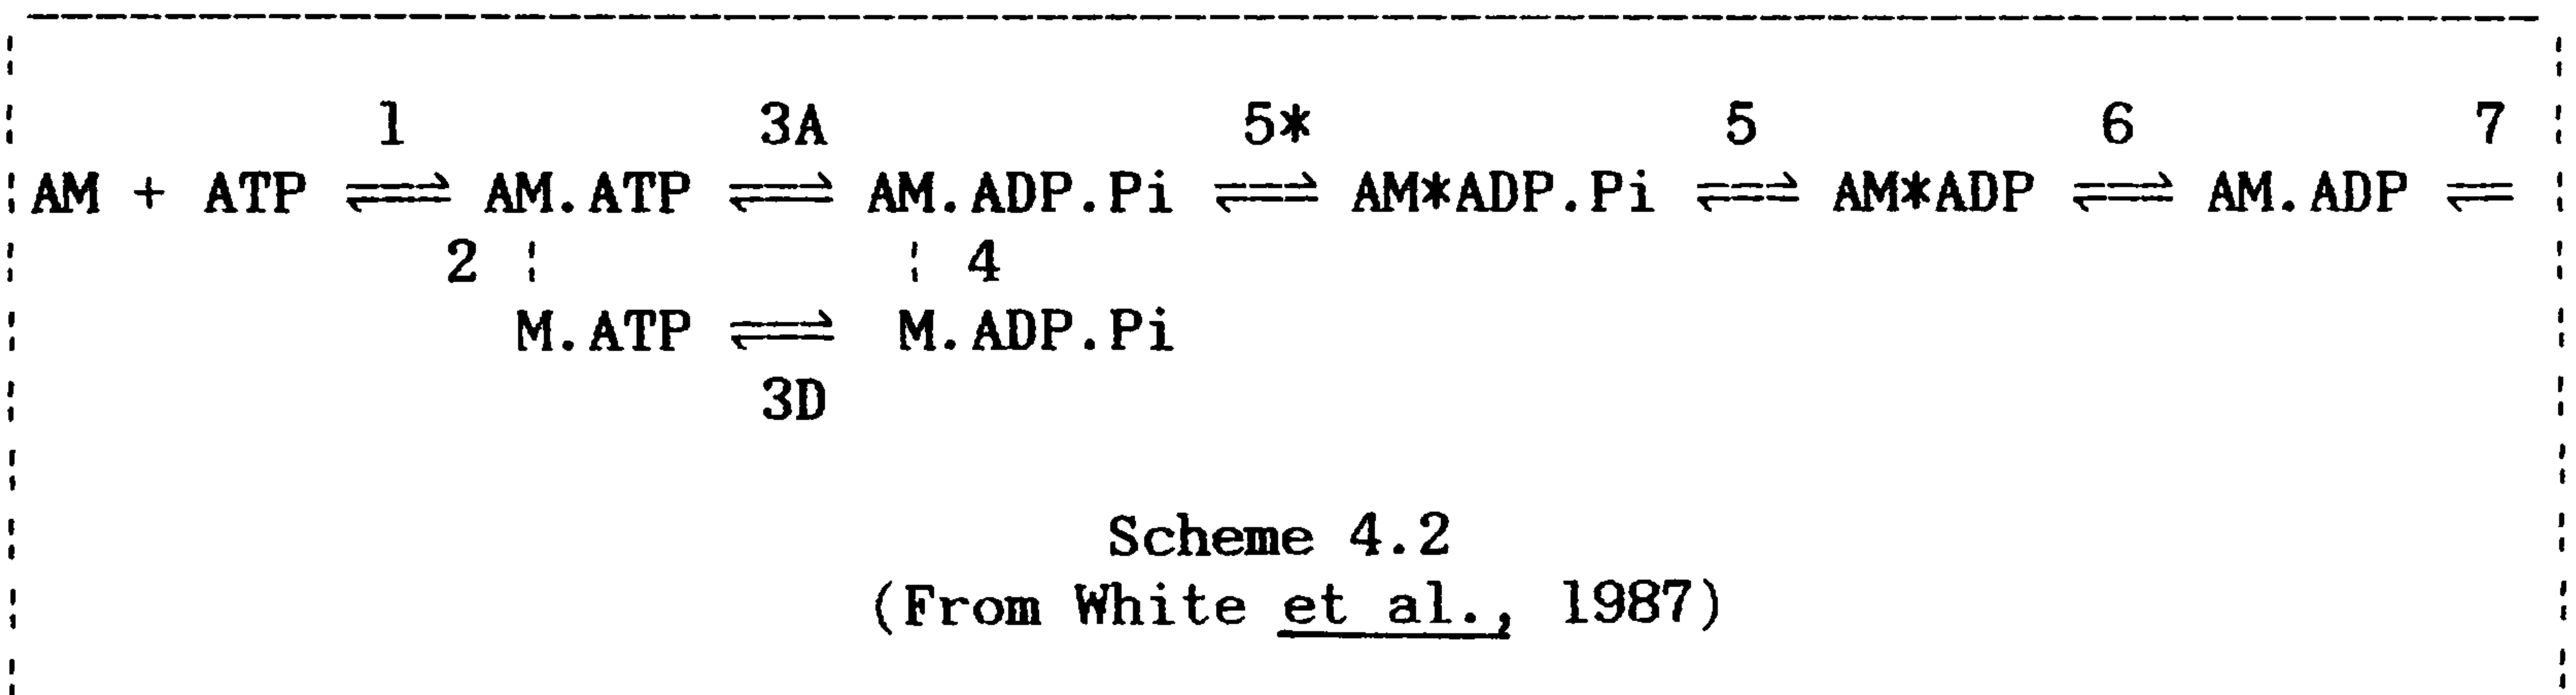 1 3A 5* 5 6 7
AM + ATP ⇌ AM.ATP ⇌ AM.ADP.Pi ⇌ AM*ADP.Pi ⇌ AM*ADP ⇌ AM.ADP ⇌
2 ¦ ¦ 4
M.ATP ⇌ M.ADP.Pi
3D
Scheme 4.2
(From White et al., 1987)